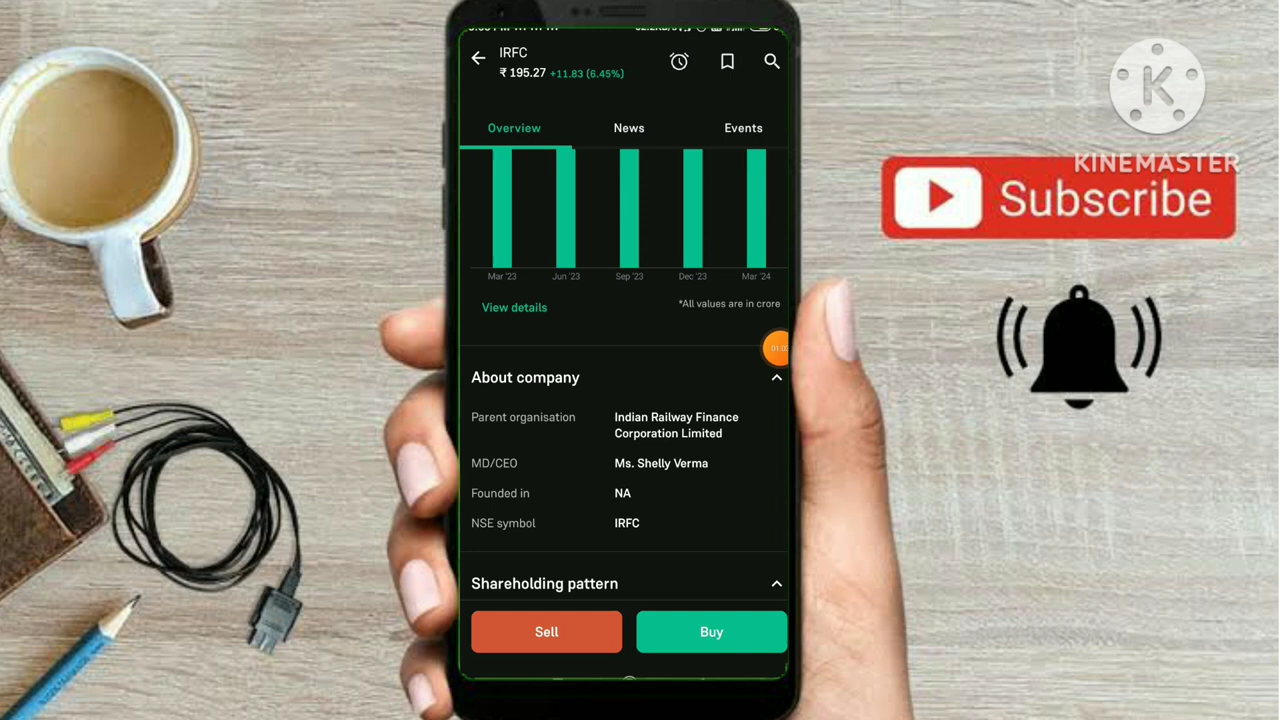 IRFC
₹ 195.27 +11.83 (6.45%)
Overview
News
Events
Mar '23
Jun '23
Sep '23
Dec '23
Mar '24
View details
*All values are in crore
About company
Parent organisation
Indian Railway Finance
Corporation Limited
MD/CEO
Ms. Shelly Verma
Founded in
NA
NSE symbol
IRFC
Shareholding pattern
Sell
Buy
K
KINEMASTER
Subscribe